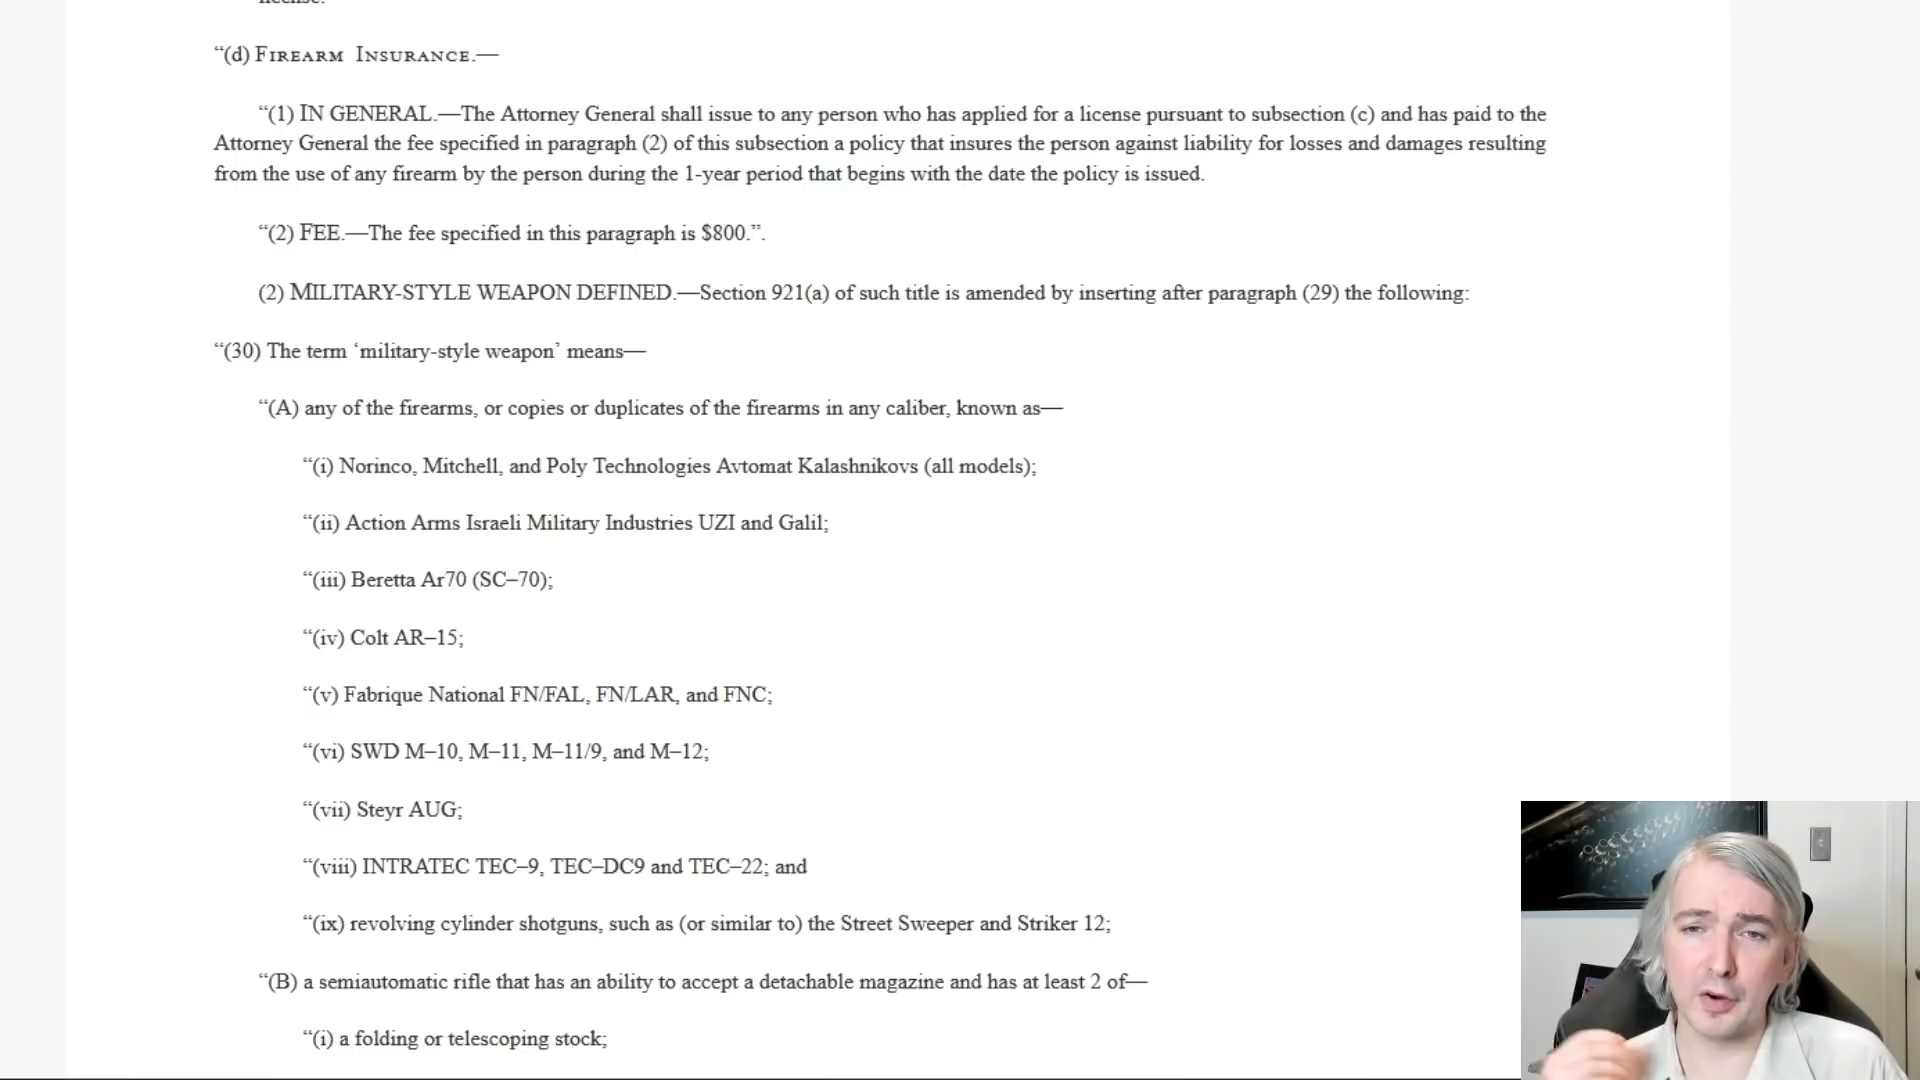 “(d) FIREARM INSURANCE.—
“(1) IN GENERAL.—The Attorney General shall issue to any person who has applied for a license pursuant to subsection (c) and has paid to the
Attorney General the fee specified in paragraph (2) of this subsection a policy that insures the person against liability for losses and damages resulting
from the use of any firearm by the person during the 1-year period that begins with the date the policy is issued.
“(2) FEE.—The fee specified in this paragraph is $800.”.
(2) MILITARY-STYLE WEAPON DEFINED.—Section 921(a) of such title is amended by inserting after paragraph (29) the following:
“(30) The term ‘military-style weapon’ means—
“(A) any of the firearms, or copies or duplicates of the firearms in any caliber, known as—
“(i) Norinco, Mitchell, and Poly Technologies Avtomat Kalashnikovs (all models);
“(ii) Action Arms Israeli Military Industries UZI and Galil;
“(iii) Beretta Ar70 (SC–70);
“(iv) Colt AR–15;
“(v) Fabrique National FN/FAL, FN/LAR, and FNC;
“(vi) SWD M–10, M–11, M–11/9, and M–12;
“(vii) Steyr AUG;
“(viii) INTRATEC TEC–9, TEC–DC9 and TEC–22; and
“(ix) revolving cylinder shotguns, such as (or similar to) the Street Sweeper and Striker 12;
“(B) a semiautomatic rifle that has an ability to accept a detachable magazine and has at least 2 of—
“(i) a folding or telescoping stock;